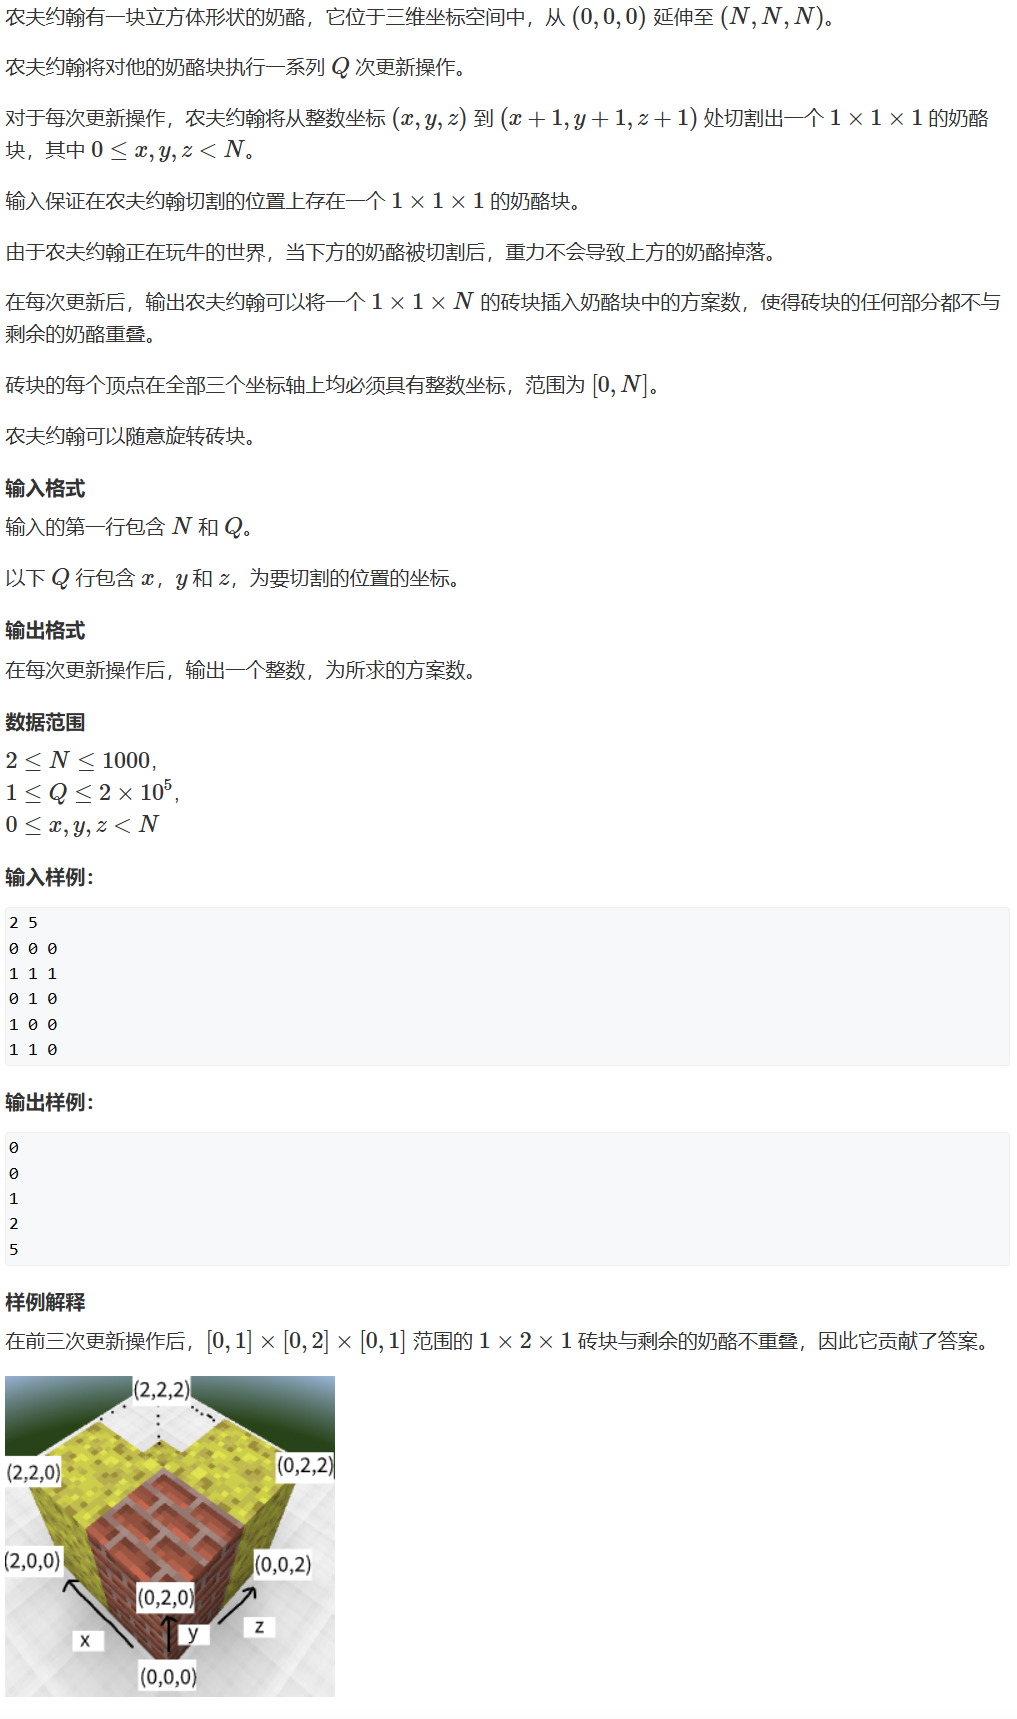 农夫约翰有一块立方体形状的奶酪，它位于三维坐标空间中，从 (0, 0, 0) 延伸至 (N, N, N)。
农夫约翰将对他的奶酪块执行一系列 Q 次更新操作。
对于每次更新操作，农夫约翰将从整数坐标 (x, y, z) 到 (x + 1, y + 1, z + 1) 处切割出一个 1 × 1 × 1 的奶酪
块，其中 0 ≤ x, y, z < N。
输入保证在农夫约翰切割的位置上存在一个 1 × 1 × 1 的奶酪块。
由于农夫约翰正在玩牛的世界，当下方的奶酪被切割后，重力不会导致上方的奶酪掉落。
在每次更新后，输出农夫约翰可以将一个 1 × 1 × N 的砖块插入奶酪块中的方案数，使得砖块的任何部分都不与
剩余的奶酪重叠。
砖块的每个顶点在全部三个坐标轴上均必须具有整数坐标，范围为 [0, N]。
农夫约翰可以随意旋转砖块。
输入格式
输入的第一行包含 N 和 Q。
以下 Q 行包含 x，y 和 z，为要切割的位置的坐标。
输出格式
在每次更新操作后，输出一个整数，为所求的方案数。
数据范围
2 ≤ N ≤ 1000，
1 ≤ Q ≤ 2 × 10⁵，
0 ≤ x, y, z < N
输入样例：
2 5
0 0 0
1 1 1
0 1 0
1 0 0
1 1 0
输出样例：
0
0
1
2
5
样例解释
在前三次更新操作后，[0, 1] × [0, 2] × [0, 1] 范围的 1 × 2 × 1 砖块与剩余的奶酪不重叠，因此它贡献了答案。
(2,2,2)
(2,2,0)
(0,2,2)
(2,0,0)
(0,0,2)
(0,2,0)
x
y
z
(0,0,0)